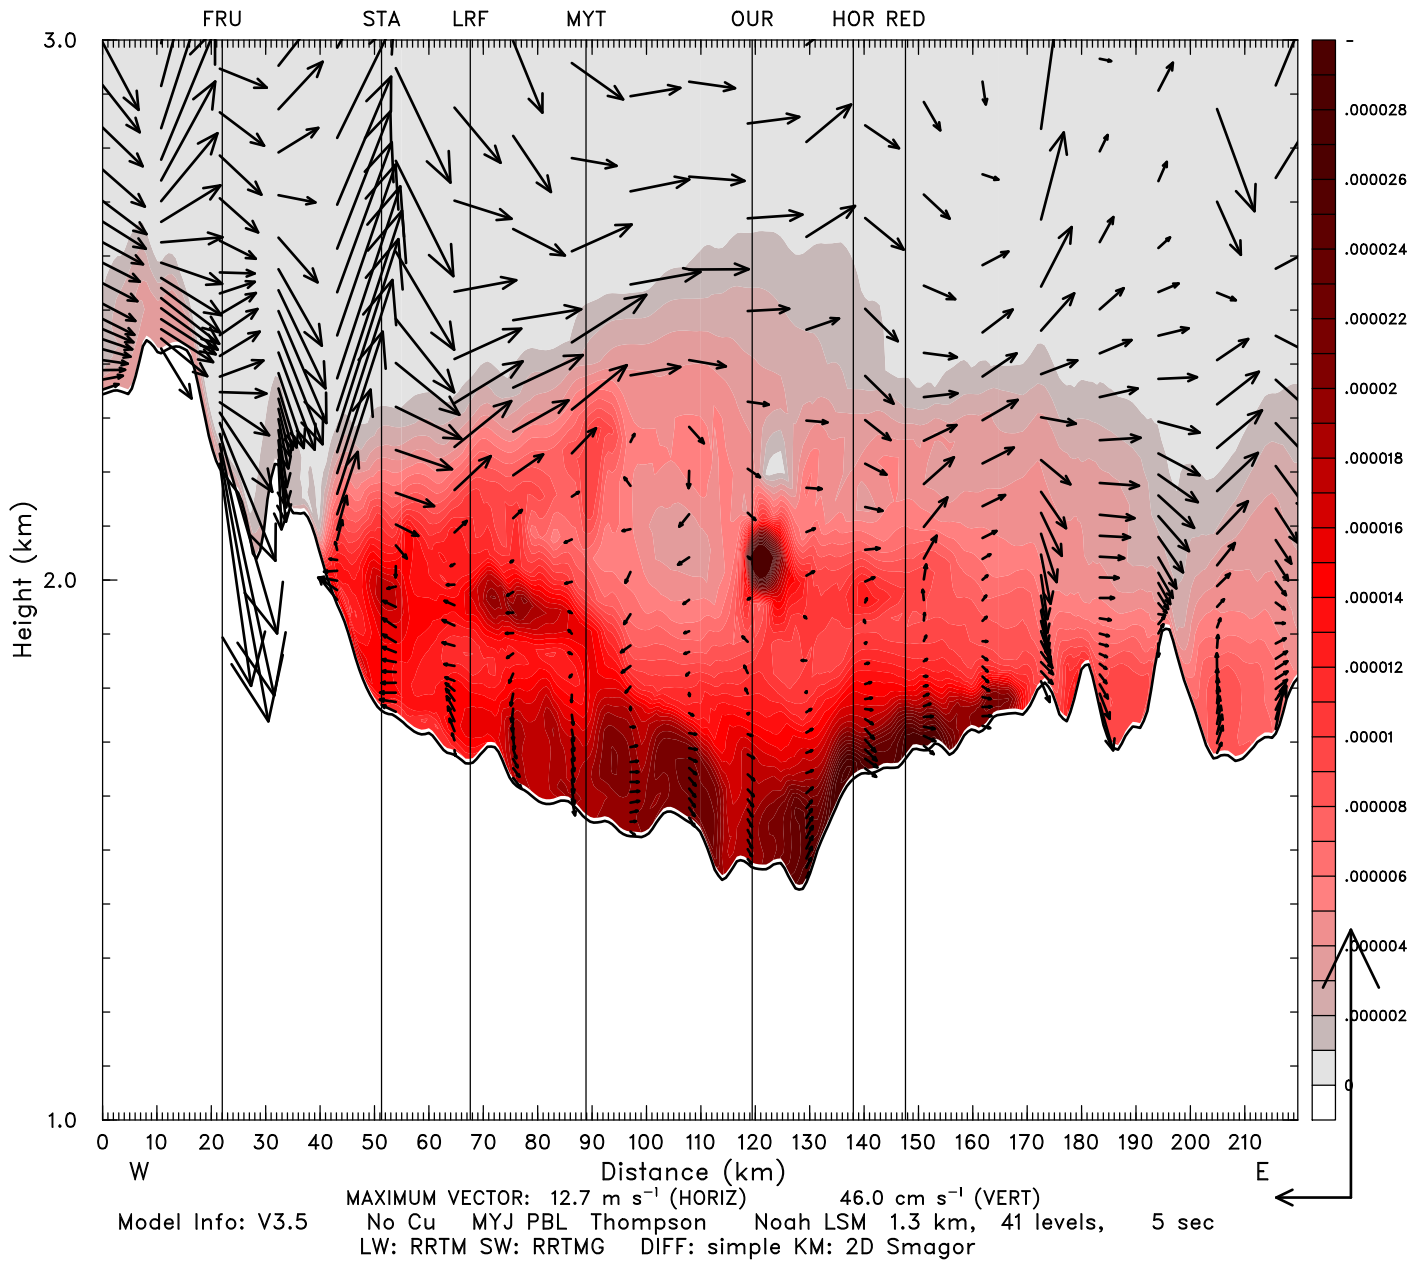 FRU STA LRF MYT OUR HOR RED
3.0
2.0
1.0
Height (km)
.000028
.000026
.000024
.000022
.00002
.000018
.000016
.000014
.000012
.00001
.000008
.000006
.000004
.000002
0
0 10 20 30 40 50 60 70 80 90 100 110 120 130 140 150 160 170 180 190 200 210
W Distance (km) E
MAXIMUM VECTOR: 12.7 m s⁻¹ (HORIZ) 46.0 cm s⁻¹ (VERT)
Model Info: V3.5 No Cu MYJ PBL Thompson Noah LSM 1.3 km, 41 levels, 5 sec
LW: RRTM SW: RRTMG DIFF: simple KM: 2D Smagor